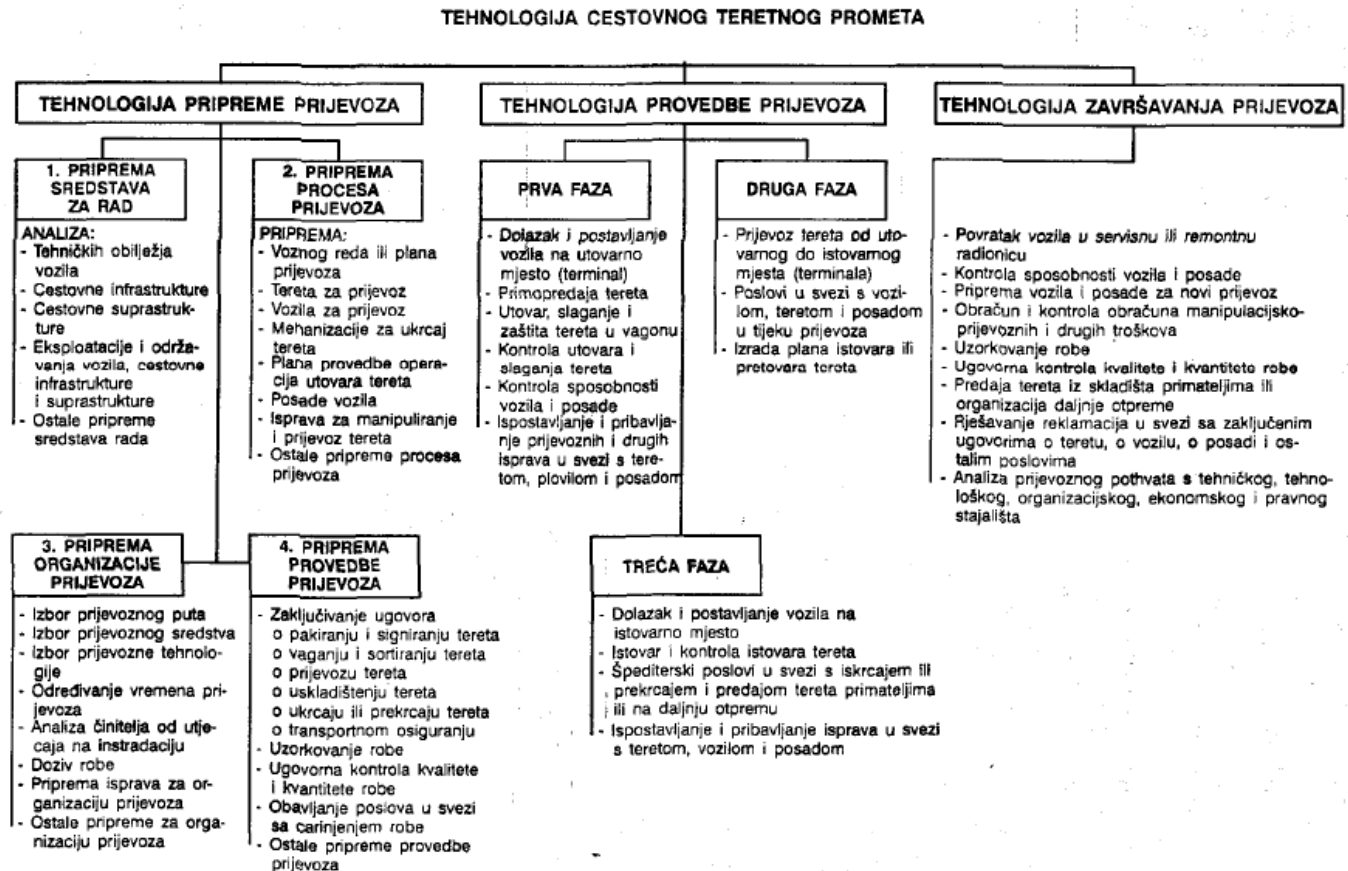 TEHNOLOGIJA CESTOVNOG TERETNOG PROMETA
TEHNOLOGIJA PRIPREME PRIJEVOZA
1. PRIPREMA
SREDSTAVA
ZA RAD
ANALIZA:
- Tehničkih obilježja
vozila
- Cestovne infrastrukture
- Cestovne suprastruk-
ture
- Eksploatacije i održa-
vanja vozila, cestovne
infrastrukture
i suprastrukture
- Ostale pripreme
sredstava rada
2. PRIPREMA
PROCESA
PRIJEVOZA
PRIPREMA:
- Voznog reda ili plana
prijevoza
- Tereta za prijevoz
- Vozila za prijevoz
- Mehanizacije za ukrcaj
tereta
- Plana provedbe opera-
cija utovara tereta
- Posade vozila
- Isprava za manipuliranje
i prijevoz tereta
- Ostale pripreme procesa
prijevoza
3. PRIPREMA
ORGANIZACIJE
PRIJEVOZA
- Izbor prijevoznog puta
- Izbor prijevoznog sredstva
- Izbor prijevozne tehnolo-
gije
- Određivanje vremena pri-
jevoza
- Analiza činitelja od utje-
caja na instradaciju
- Doziv robe
- Priprema isprava za or-
ganizaciju prijevoza
- Ostale pripreme za orga-
nizaciju prijevoza
4. PRIPREMA
PROVEDBE
PRIJEVOZA
- Zaključivanje ugovora
o pakiranju i signiranju tereta
o vaganju i sortiranju tereta
o prijevozu tereta
o uskladištenju tereta
o ukrcaju ili prekrcaju tereta
o transportnom osiguranju
- Uzorkovanje robe
- Ugovorna kontrola kvalitete
i kvantitete robe
- Obavljanje poslova u svezi
sa carinjenjem robe
- Ostale pripreme provedbe
prijevoza
TEHNOLOGIJA PROVEDBE PRIJEVOZA
PRVA FAZA
- Dolazak i postavljanje
vozila na utovarno
mjesto (terminal)
- Primopredaja tereta
- Utovar, slaganje i
zaštita tereta u vagonu
- Kontrola utovara i
slaganja tereta
- Kontrola sposobnosti
vozila i posade
- Ispostavljanje i pribavlja-
nje prijevoznih i drugih
isprava u svezi s tere-
tom, plovilom i posadom
DRUGA FAZA
- Prijevoz tereta od uto-
varnog do istovarnog
mjesta (terminala)
- Poslovi u svezi s vozi-
lom, teretom i posadom
u tijeku prijevoza
- Izrada plana istovara ili
pretovara tereta
TREĆA FAZA
- Dolazak i postavljanje vozila na
istovarno mjesto
- Istovar i kontrola istovara tereta
- Špediterski poslovi u svezi s iskrcajem ili
prekrcajem i predajom tereta primateljima
ili na daljnju otpremu
- Ispostavljanje i pribavljanje isprava u svezi
s teretom, vozilom i posadom
TEHNOLOGIJA ZAVRŠAVANJA PRIJEVOZA
- Povratak vozila u servisnu ili remontnu
radionicu
- Kontrola sposobnosti vozila i posade
- Priprema vozila i posade za novi prijevoz
- Obračun i kontrola obračuna manipulacijsko-
prijevoznih i drugih troškova
- Uzorkovanje robe
- Ugovorna kontrola kvalitete i kvantitete robe
- Predaja tereta iz skladišta primateljima ili
organizacija daljnje otpreme
- Rješavanje reklamacija u svezi sa zaključenim
ugovorima o teretu, o vozilu, o posadi i os-
talim poslovima
- Analiza prijevoznog pothvata s tehničkog, tehno-
loškog, organizacijskog, ekonomskog i pravnog
stajališta